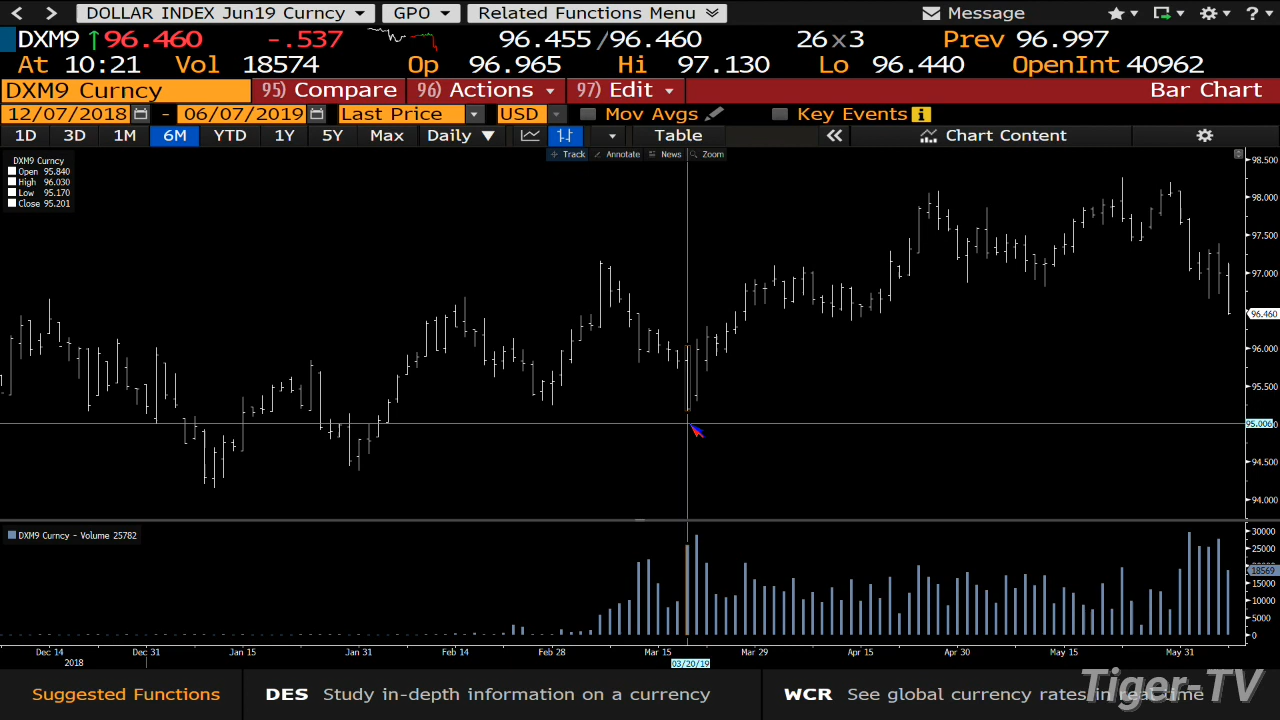 DOLLAR INDEX Jun19 Curncy GPO Related Functions Menu Message ?
DXM9 ↑96.460 -.537 96.455/96.460 26x3 Prev 96.997
At 10:21 Vol 18574 Op 96.965 Hi 97.130 Lo 96.440 OpenInt 40962
DXM9 Curncy 95) Compare 96) Actions 97) Edit Bar Chart
12/07/2018 - 06/07/2019 Last Price USD Mov Avgs Key Events i
1D 3D 1M 6M YTD 1Y 5Y Max Daily ▼ Table « Chart Content
Track Annotate News Zoom
DXM9 Curncy
Open 95.840
High 96.030
Low 95.170
Close 95.201
98.500
98.000
97.500
97.000
96.460
96.000
95.500
95.006
94.500
94.000
DXM9 Curncy - Volume 25782
30000
25000
18569
15000
10000
5000
0
Dec 14 Dec 31 Jan 15 Jan 31 Feb 14 Feb 28 Mar 15 Mar 29 Apr 15 Apr 30 May 15 May 31
2018 03/20/19
Suggested Functions DES Study in-depth information on a currency WCR See global currency rates in real-time
Tiger-TV